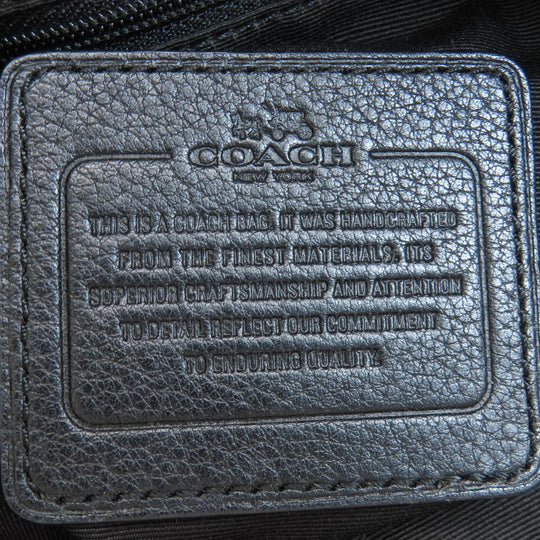 COACH
NEW YORK
THIS IS A COACH BAG. IT WAS HANDCRAFTED
FROM THE FINEST MATERIALS. ITS
SUPERIOR CRAFTSMANSHIP AND ATTENTION
TO DETAIL REFLECT OUR COMMITMENT
TO ENDURING QUALITY.